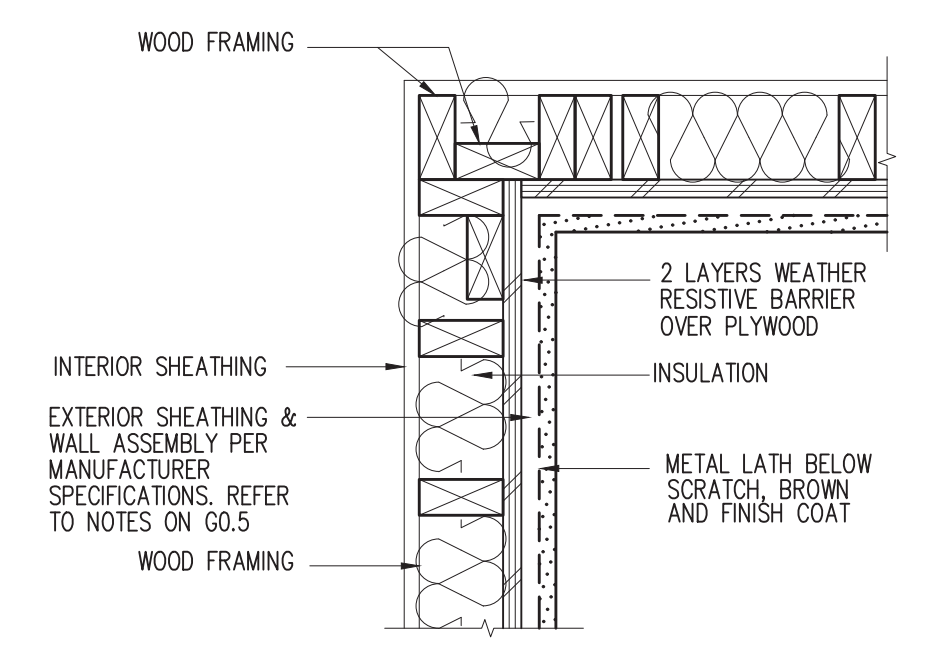 WOOD FRAMING
2 LAYERS WEATHER
RESISTIVE BARRIER
OVER PLYWOOD
INTERIOR SHEATHING
INSULATION
EXTERIOR SHEATHING &
WALL ASSEMBLY PER
MANUFACTURER
SPECIFICATIONS. REFER
TO NOTES ON G0.5
METAL LATH BELOW
SCRATCH, BROWN
AND FINISH COAT
WOOD FRAMING